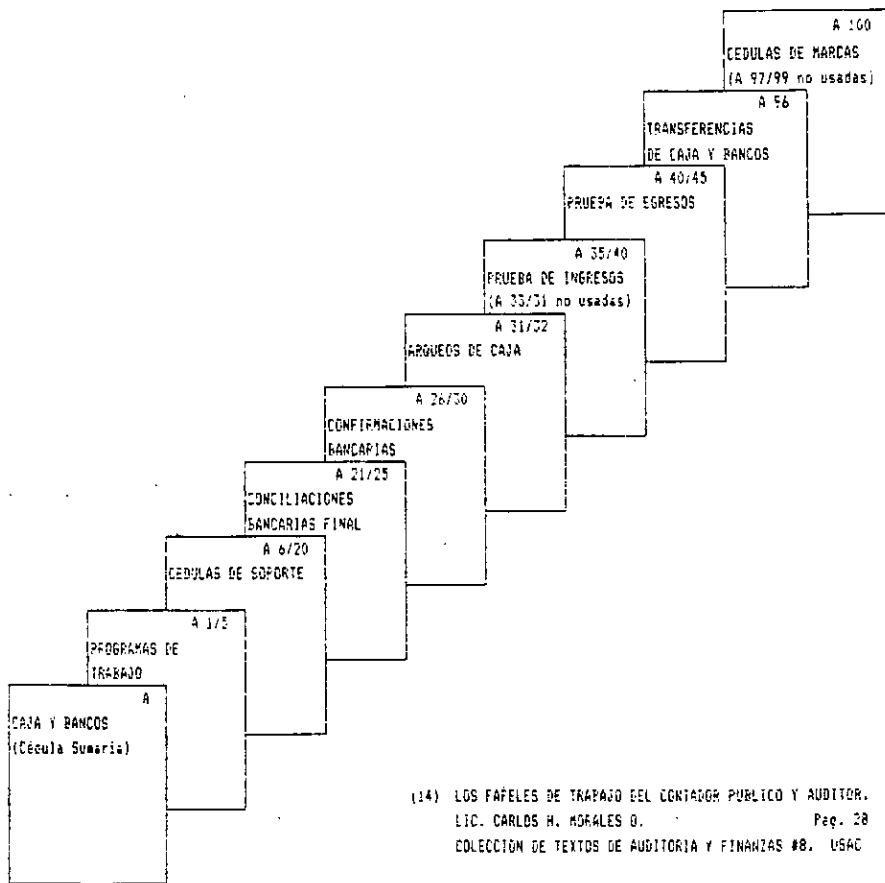 A 100
CEDULAS DE MARCAS
(A 97/99 no usadas)
A 96
TRANSFERENCIAS
DE CAJA Y BANCOS
A 40/45
PRUEBA DE EGRESOS
A 35/40
PRUEBA DE INGRESOS
(A 33/31 no usadas)
A 31/32
ARQUEOS DE CAJA
A 26/30
CONFIRMACIONES
BANCARIAS
A 21/25
CONCILIACIONES
BANCARIAS FINAL
A 6/20
CEDULAS DE SOPORTE
A 1/5
PROGRAMAS DE
TRABAJO
A
CAJA Y BANCOS
(Cédula Sumaria)
(14) LOS PAPELES DE TRABAJO DEL CONTADOR PUBLICO Y AUDITOR.
LIC. CARLOS H. MORALES O. Pag. 28
COLECCION DE TEXTOS DE AUDITORIA Y FINANZAS #8. USAC